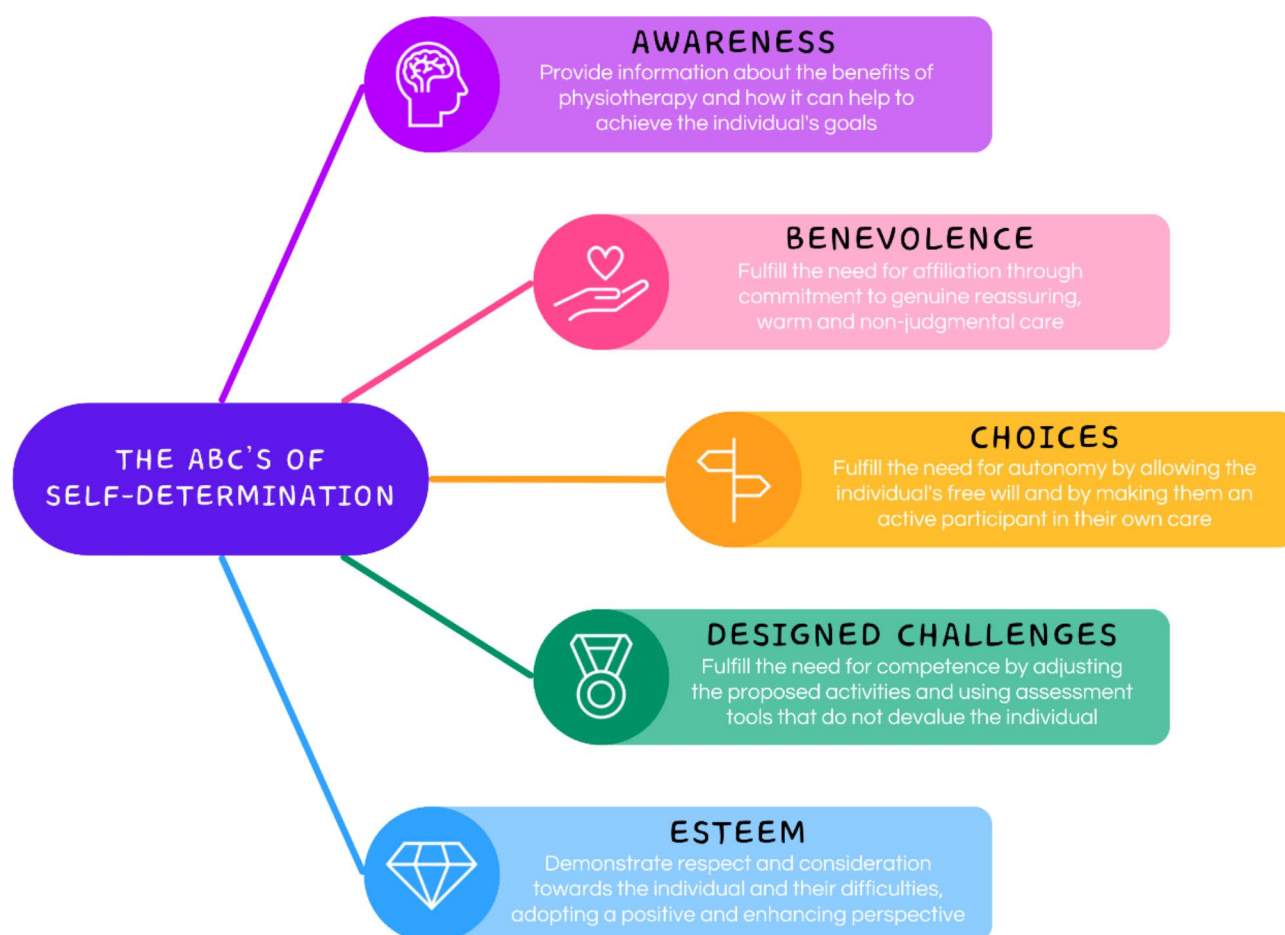 AWARENESS
Provide information about the benefits of
physiotherapy and how it can help to
achieve the individual's goals
BENEVOLENCE
Fulfill the need for affiliation through
commitment to genuine reassuring,
warm and non-judgmental care
THE ABC'S OF
SELF-DETERMINATION
CHOICES
Fulfill the need for autonomy by allowing the
individual's free will and by making them an
active participant in their own care
DESIGNED CHALLENGES
Fulfill the need for competence by adjusting
the proposed activities and using assessment
tools that do not devalue the individual
ESTEEM
Demonstrate respect and consideration
towards the individual and their difficulties,
adopting a positive and enhancing perspective